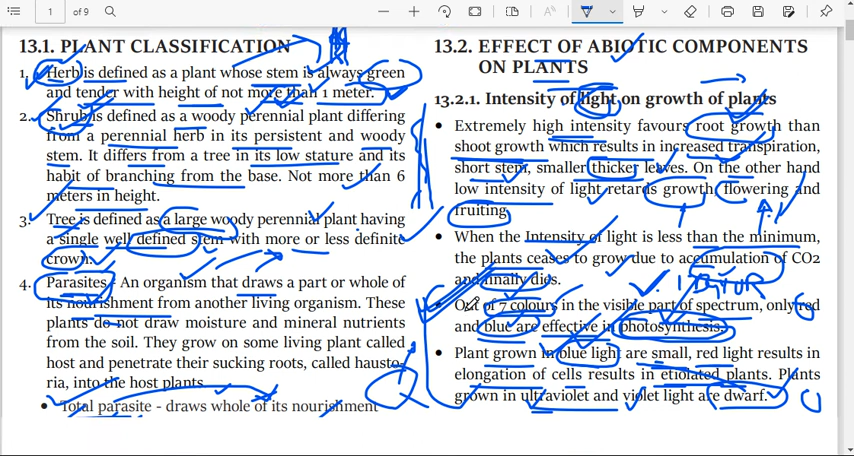 1 of 9
13.1. PLANT CLASSIFICATION
1. Herb is defined as a plant whose stem is always green
and tender with height of not more than 1 meter.
2. Shrub is defined as a woody perennial plant differing
from a perennial herb in its persistent and woody
stem. It differs from a tree in its low stature and its
habit of branching from the base. Not more than 6
meters in height.
3. Tree is defined as a large woody perennial plant having
a single well defined stem with more or less definite
crown.
4. Parasites - An organism that draws a part or whole of
its nourishment from another living organism. These
plants do not draw moisture and mineral nutrients
from the soil. They grow on some living plant called
host and penetrate their sucking roots, called hausto-
ria, into the host plants
• Total parasite - draws whole of its nourishment
13.2. EFFECT OF ABIOTIC COMPONENTS
ON PLANTS
13.2.1. Intensity of light on growth of plants
• Extremely high intensity favours root growth than
shoot growth which results in increased transpiration,
short stem, smaller thicker leaves. On the other hand
low intensity of light retards growth, flowering and
fruiting.
• When the Intensity of light is less than the minimum,
the plants ceases to grow due to accumulation of CO2
and finally dies.
• Out of 7 colours in the visible part of spectrum, only red
and blue are effective in photosynthesis.
• Plant grown in blue light are small, red light results in
elongation of cells results in etiolated plants. Plants
grown in ultraviolet and violet light are dwarf.